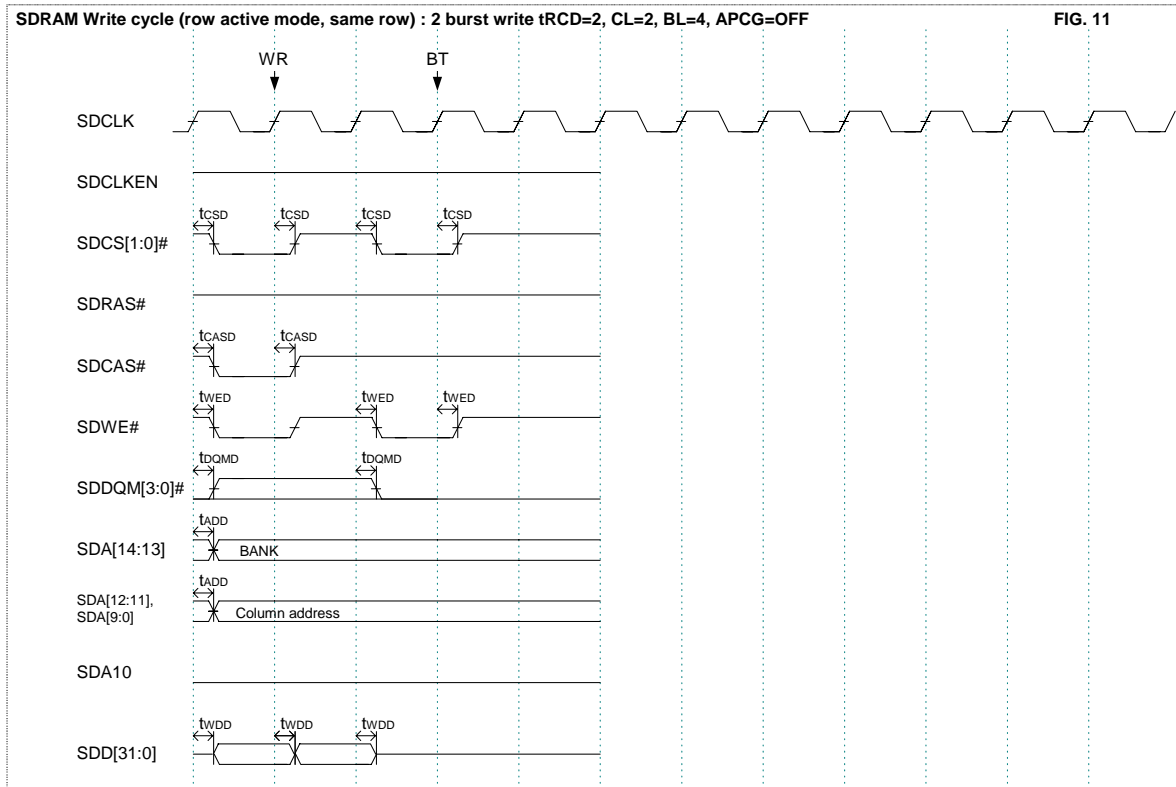 SDRAM Write cycle (row active mode, same row) : 2 burst write tRCD=2, CL=2, BL=4, APCG=OFF FIG. 11
WR BT
SDCLK
SDCLKEN
tCSD tCSD tCSD tCSD
SDCS[1:0]#
SDRAS#
tCASD tCASD
SDCAS#
tWED tWED tWED
SDWE#
tDQMD tDQMD
SDDQM[3:0]#
tADD
SDA[14:13] BANK
tADD
SDA[12:11],
SDA[9:0] Column address
SDA10
tWDD tWDD tWDD
SDD[31:0]